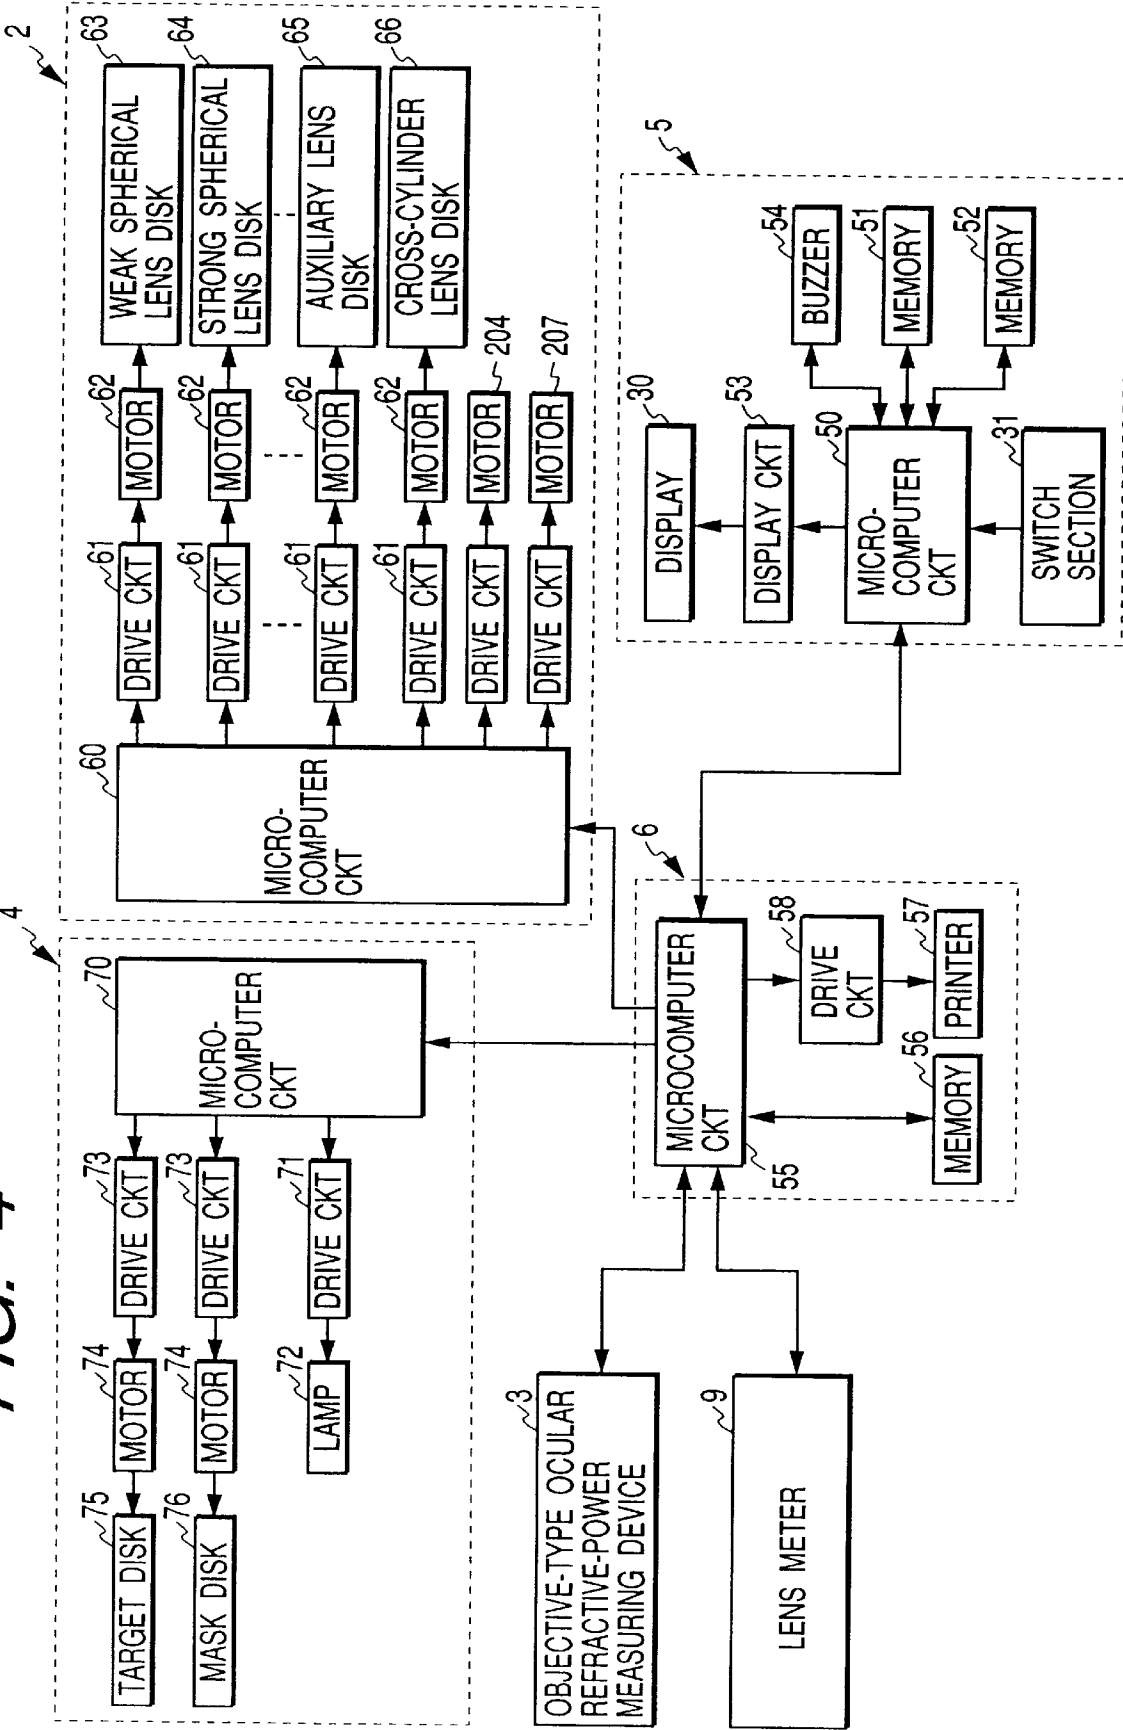 FIG. 4
4
75
TARGET DISK
74
MOTOR
73
DRIVE CKT
76
MASK DISK
74
MOTOR
73
DRIVE CKT
72
LAMP
71
DRIVE CKT
70
MICRO-
COMPUTER
CKT
2
60
MICRO-
COMPUTER
CKT
61
DRIVE CKT
62
MOTOR
63
WEAK SPHERICAL
LENS DISK
61
DRIVE CKT
62
MOTOR
64
STRONG SPHERICAL
LENS DISK
61
DRIVE CKT
62
MOTOR
65
AUXILIARY LENS
DISK
61
DRIVE CKT
62
MOTOR
66
CROSS-CYLINDER
LENS DISK
DRIVE CKT
MOTOR
204
DRIVE CKT
MOTOR
207
3
OBJECTIVE-TYPE OCULAR
REFRACTIVE-POWER
MEASURING DEVICE
9
LENS METER
6
MICROCOMPUTER
CKT
55
58
DRIVE
CKT
56
MEMORY
57
PRINTER
5
30
DISPLAY
53
DISPLAY CKT
50
MICRO-
COMPUTER
CKT
31
SWITCH
SECTION
54
BUZZER
51
MEMORY
52
MEMORY